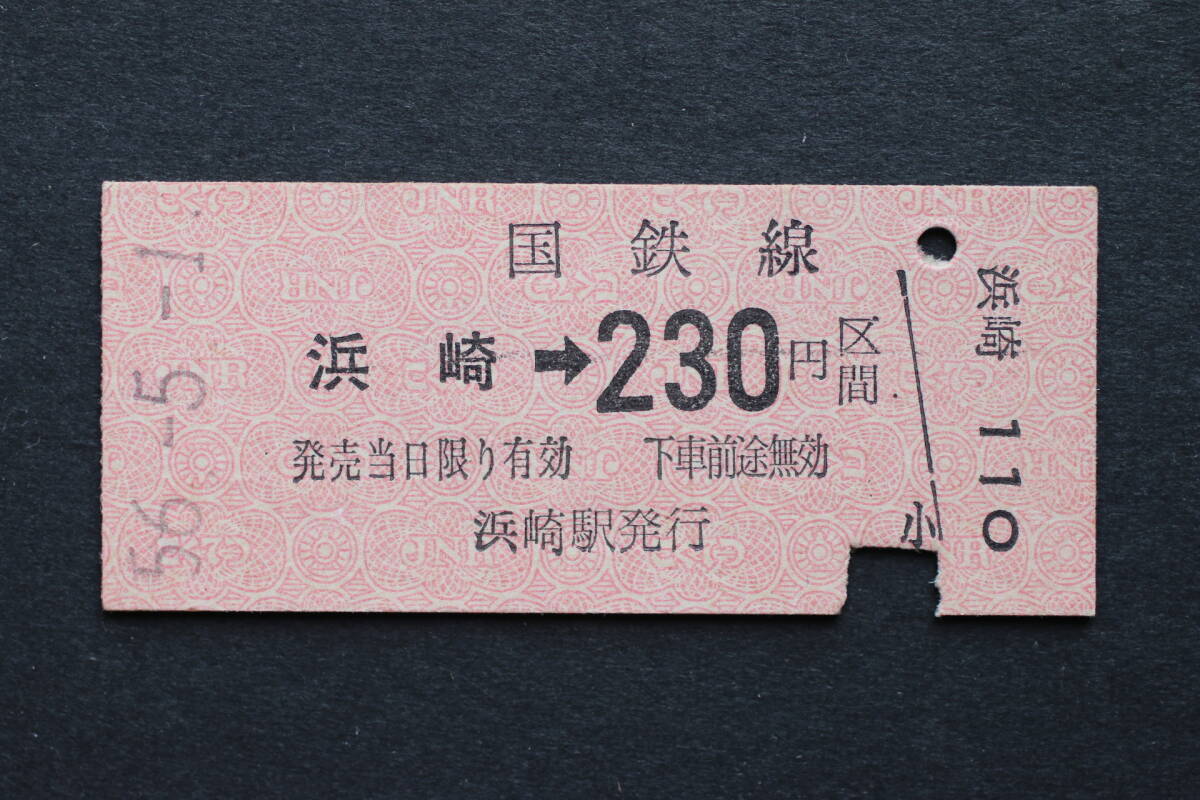 国鉄線
浜崎➡230円区間
発売当日限り有効 下車前途無効
浜崎駅発行
小
浜崎 110
56-5-1.